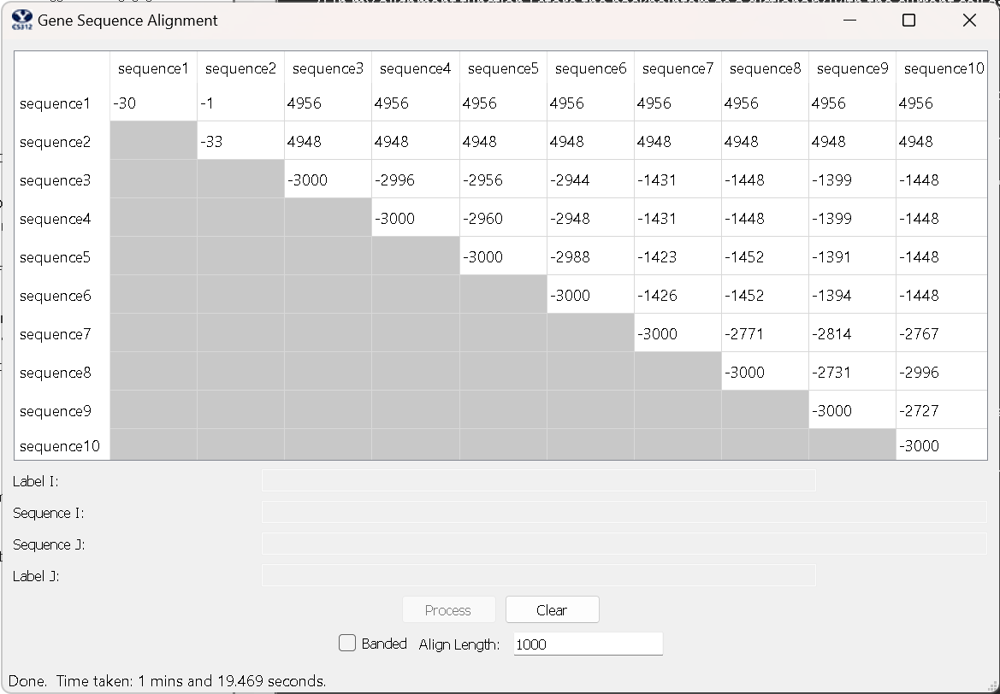 CS312 Gene Sequence Alignment
sequence1 sequence2 sequence3 sequence4 sequence5 sequence6 sequence7 sequence8 sequence9 sequence10
sequence1 -30 -1 4956 4956 4956 4956 4956 4956 4956 4956
sequence2 -33 4948 4948 4948 4948 4948 4948 4948 4948
sequence3 -3000 -2996 -2956 -2944 -1431 -1448 -1399 -1448
sequence4 -3000 -2960 -2948 -1431 -1448 -1399 -1448
sequence5 -3000 -2988 -1423 -1452 -1391 -1448
sequence6 -3000 -1426 -1452 -1394 -1448
sequence7 -3000 -2771 -2814 -2767
sequence8 -3000 -2731 -2996
sequence9 -3000 -2727
sequence10 -3000
Label I:
Sequence I:
Sequence J:
Label J:
Process Clear
Banded Align Length: 1000
Done. Time taken: 1 mins and 19.469 seconds.